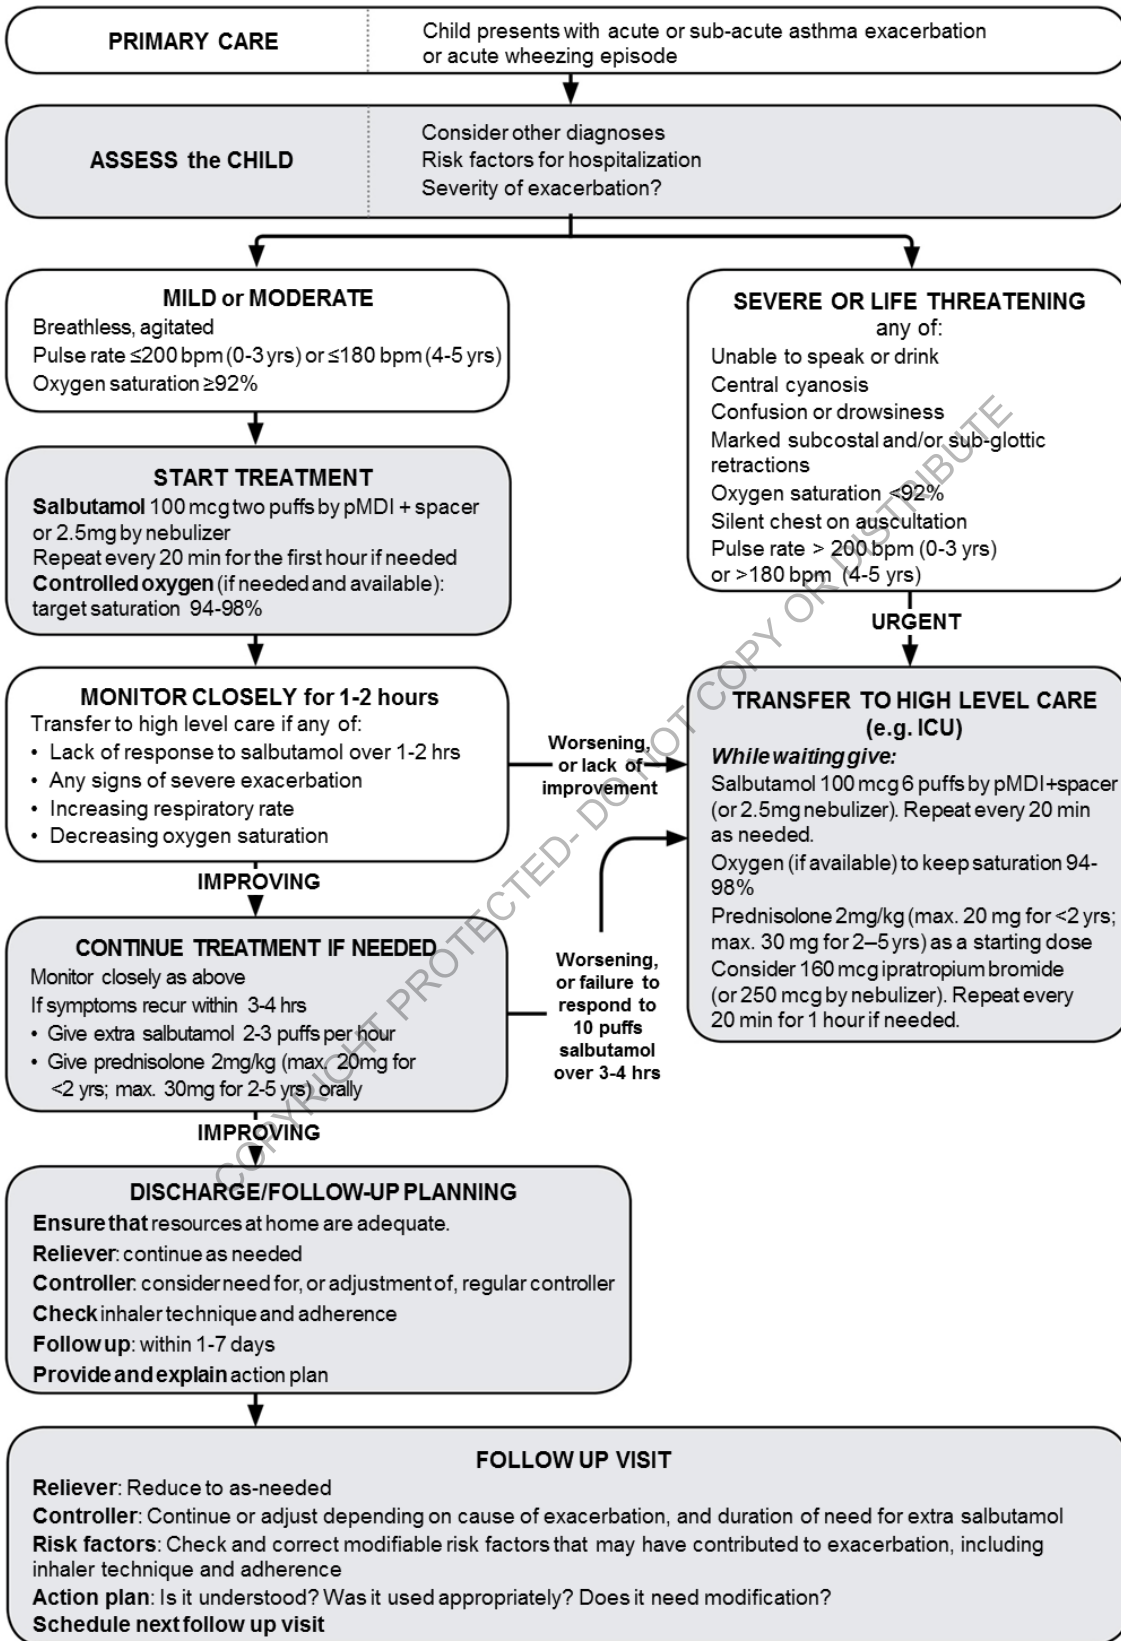 PRIMARY CARE
Child presents with acute or sub-acute asthma exacerbation
or acute wheezing episode
ASSESS the CHILD
Consider other diagnoses
Risk factors for hospitalization
Severity of exacerbation?
MILD or MODERATE
Breathless, agitated
Pulse rate ≤200 bpm (0-3 yrs) or ≤180 bpm (4-5 yrs)
Oxygen saturation ≥92%
SEVERE OR LIFE THREATENING
any of:
Unable to speak or drink
Central cyanosis
Confusion or drowsiness
Marked subcostal and/or sub-glottic
retractions
Oxygen saturation <92%
Silent chest on auscultation
Pulse rate > 200 bpm (0-3 yrs)
or >180 bpm (4-5 yrs)
START TREATMENT
Salbutamol 100 mcg two puffs by pMDI + spacer
or 2.5mg by nebulizer
Repeat every 20 min for the first hour if needed
Controlled oxygen (if needed and available):
target saturation 94-98%
URGENT
MONITOR CLOSELY for 1-2 hours
Transfer to high level care if any of:
• Lack of response to salbutamol over 1-2 hrs
• Any signs of severe exacerbation
• Increasing respiratory rate
• Decreasing oxygen saturation
Worsening,
or lack of
improvement
TRANSFER TO HIGH LEVEL CARE
(e.g. ICU)
While waiting give:
Salbutamol 100 mcg 6 puffs by pMDI+spacer
(or 2.5mg nebulizer). Repeat every 20 min
as needed.
Oxygen (if available) to keep saturation 94-
98%
Prednisolone 2mg/kg (max. 20 mg for <2 yrs;
max. 30 mg for 2–5 yrs) as a starting dose
Consider 160 mcg ipratropium bromide
(or 250 mcg by nebulizer). Repeat every
20 min for 1 hour if needed.
IMPROVING
CONTINUE TREATMENT IF NEEDED
Monitor closely as above
If symptoms recur within 3-4 hrs
• Give extra salbutamol 2-3 puffs per hour
• Give prednisolone 2mg/kg (max. 20mg for
<2 yrs; max. 30mg for 2-5 yrs) orally
Worsening,
or failure to
respond to
10 puffs
salbutamol
over 3-4 hrs
IMPROVING
DISCHARGE/FOLLOW-UP PLANNING
Ensure that resources at home are adequate.
Reliever: continue as needed
Controller: consider need for, or adjustment of, regular controller
Check inhaler technique and adherence
Follow up: within 1-7 days
Provide and explain action plan
FOLLOW UP VISIT
Reliever: Reduce to as-needed
Controller: Continue or adjust depending on cause of exacerbation, and duration of need for extra salbutamol
Risk factors: Check and correct modifiable risk factors that may have contributed to exacerbation, including
inhaler technique and adherence
Action plan: Is it understood? Was it used appropriately? Does it need modification?
Schedule next follow up visit
COPYRIGHT PROTECTED- DO NOT COPY OR DISTRIBUTE